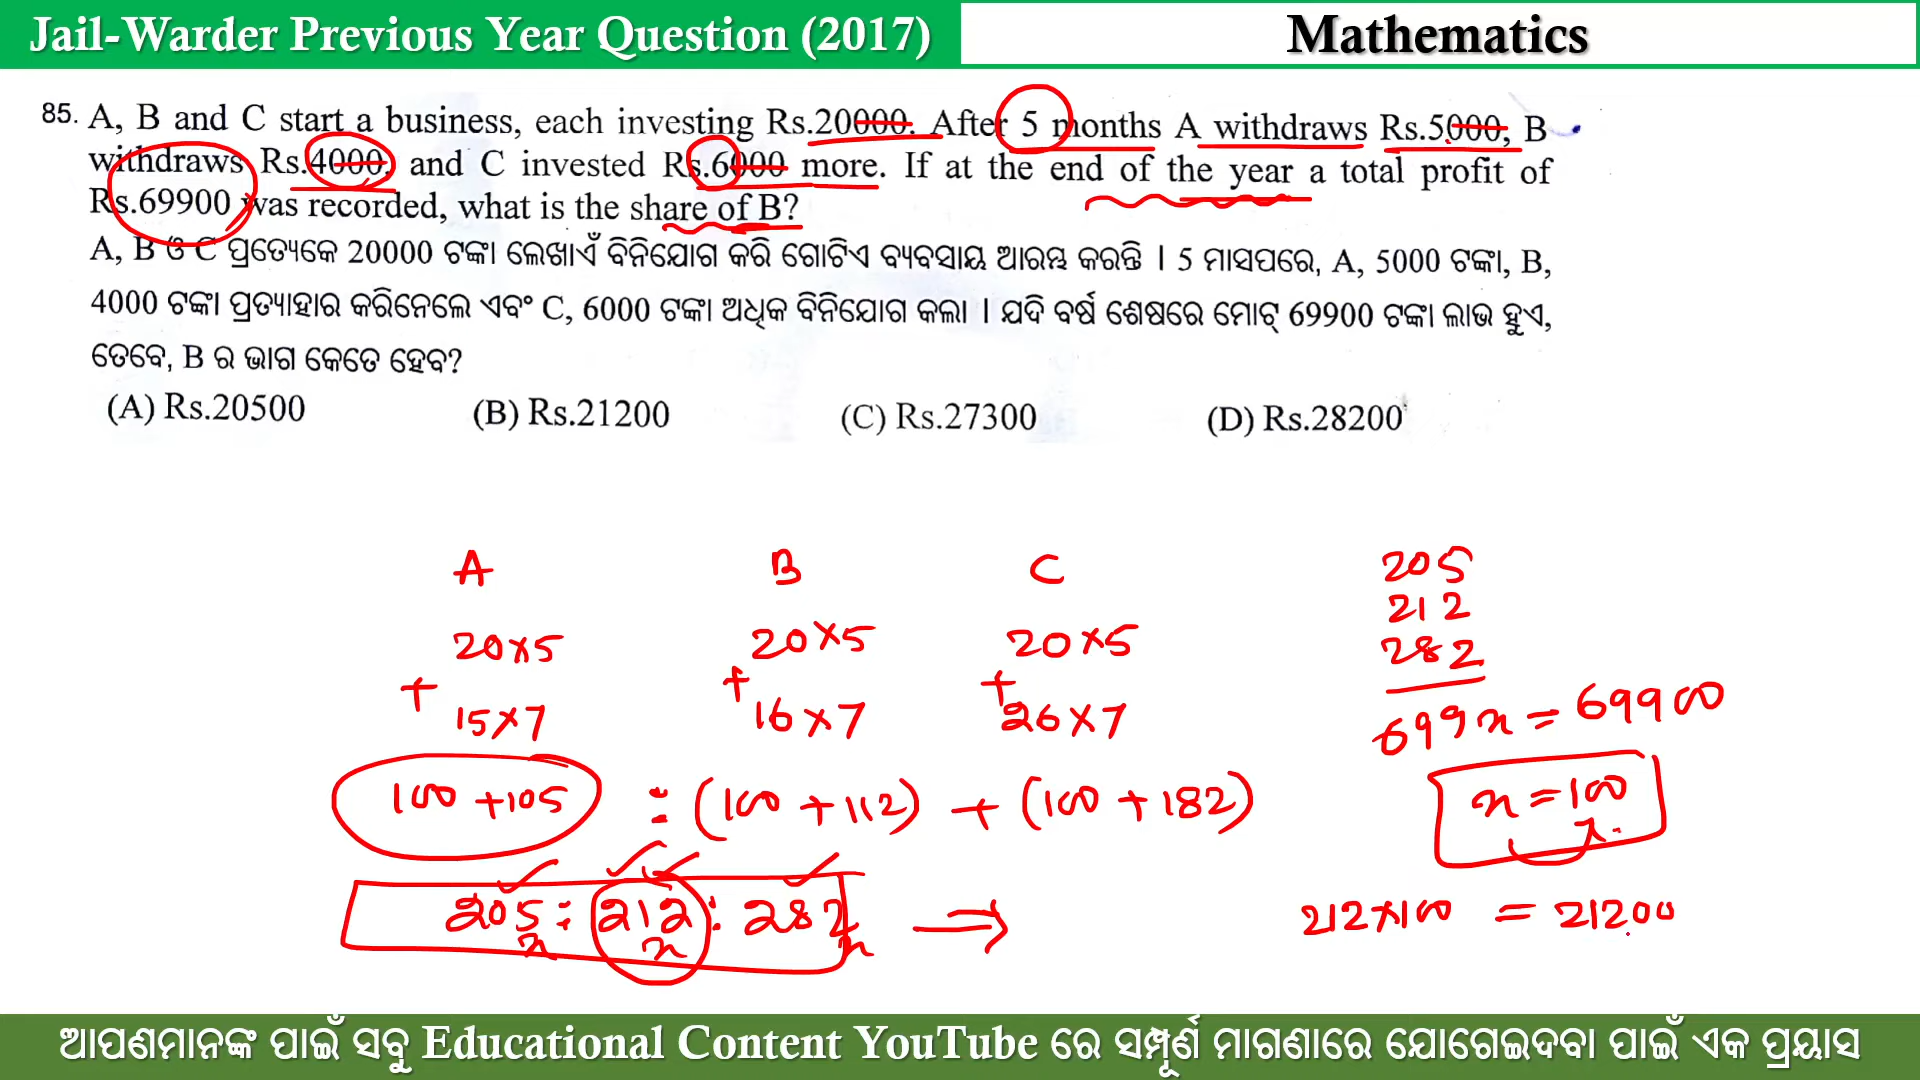 Jail-Warder Previous Year Question (2017)
Mathematics
85. A, B and C start a business, each investing Rs.20000. After 5 months A withdraws Rs.5000, B
withdraws Rs.4000, and C invested Rs.6000 more. If at the end of the year a total profit of
Rs.69900 was recorded, what is the share of B?
A, B ଓ C ପ୍ରତ୍ୟେକେ 20000 ଟଙ୍କା ଲେଖାଏଁ ବିନିଯୋଗ କରି ଗୋଟିଏ ବ୍ୟବସାୟ ଆରମ୍ଭ କରନ୍ତି । 5 ମାସପରେ, A, 5000 ଟଙ୍କା, B,
4000 ଟଙ୍କା ପ୍ରତ୍ୟାହାର କରିନେଲେ ଏବଂ C, 6000 ଟଙ୍କା ଅଧିକ ବିନିଯୋଗ କଲା । ଯଦି ବର୍ଷ ଶେଷରେ ମୋଟ୍ 69900 ଟଙ୍କା ଲାଭ ହୁଏ,
ତେବେ, B ର ଭାଗ କେତେ ହେବ?
(A) Rs.20500 (B) Rs.21200 (C) Rs.27300 (D) Rs.28200
A B C
20×5 20×5 20×5
+ 15×7 + 16×7 + 26×7
100 + 105 : (100 + 112) + (100 + 182)
205x : 212x : 282x →
205
212
282
699x = 69900
x = 100
212×100 = 21200
ଆପଣମାନଙ୍କ ପାଇଁ ସବୁ Educational Content YouTube ରେ ସମ୍ପୂର୍ଣ ମାଗଣାରେ ଯୋଗେଇଦବା ପାଇଁ ଏକ ପ୍ରୟାସ